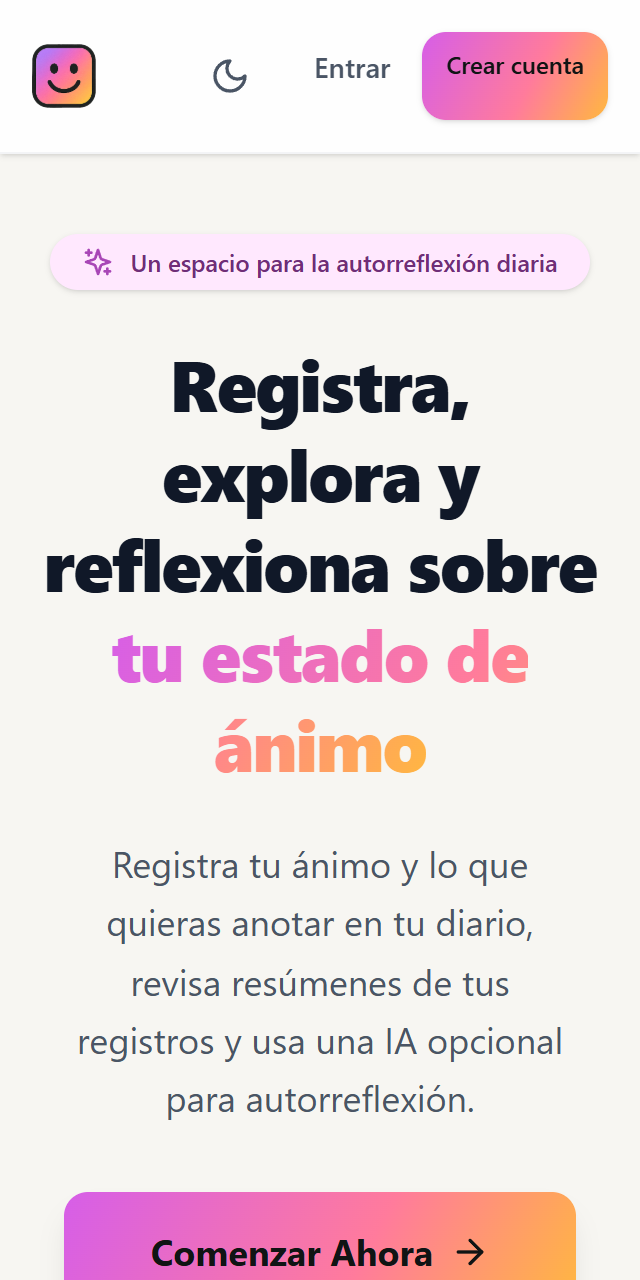 Entrar
Crear cuenta
Un espacio para la autorreflexión diaria
Registra,
explora y
reflexiona sobre
tu estado de
ánimo
Registra tu ánimo y lo que
quieras anotar en tu diario,
revisa resúmenes de tus
registros y usa una IA opcional
para autorreflexión.
Comenzar Ahora